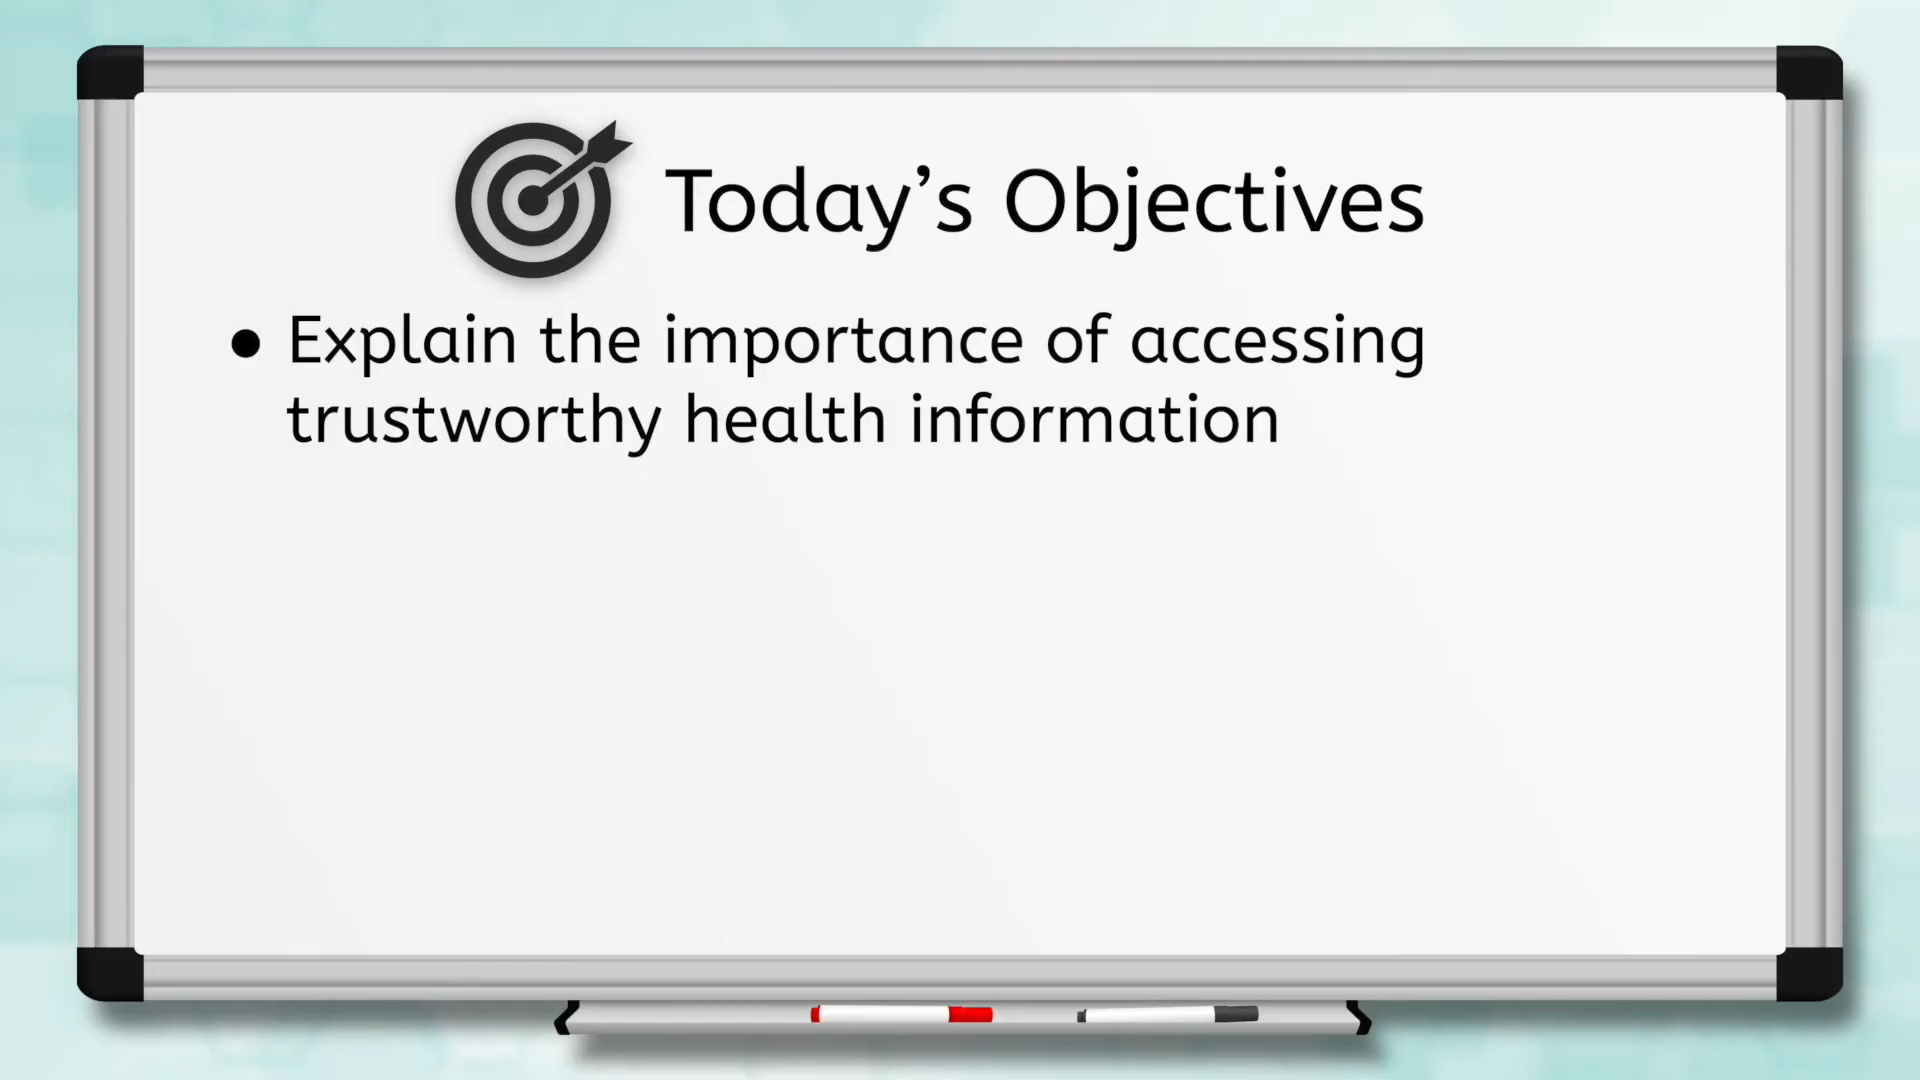 Today’s Objectives
● Explain the importance of accessing
trustworthy health information